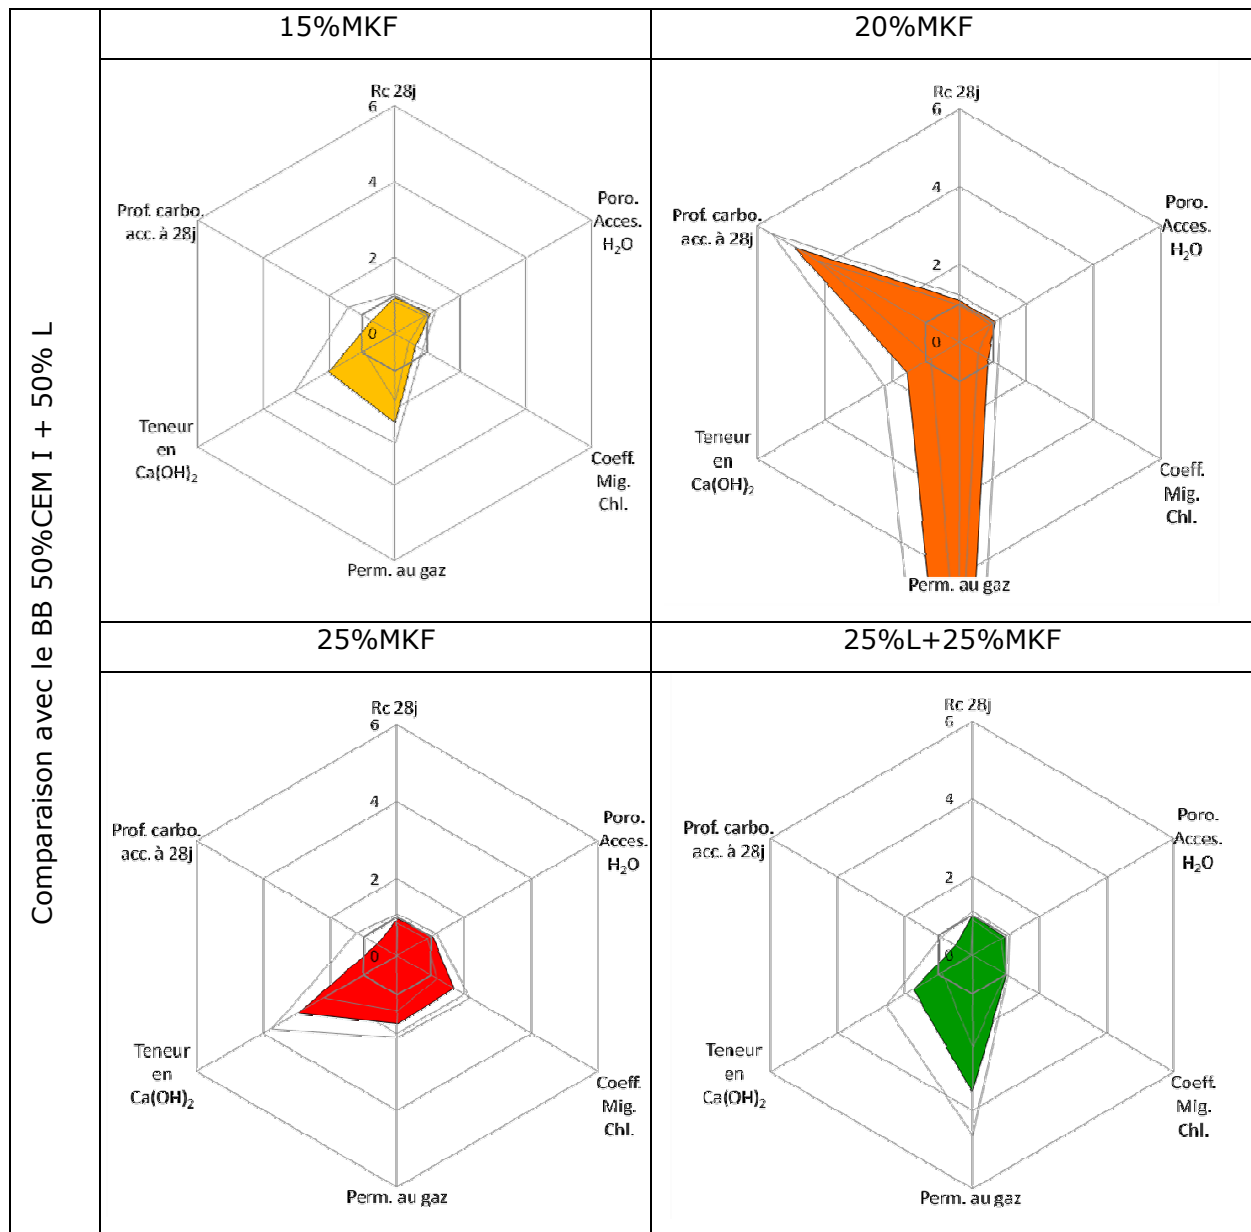 Comparaison avec le BB 50%CEM I + 50% L
15%MKF
Rc 28j
6
4
2
0
Poro.
Acces.
H₂O
Coeff.
Mig.
Chl.
Perm. au gaz
Teneur
en
Ca(OH)₂
Prof. carbo.
acc. à 28j
20%MKF
Rc 28j
6
4
2
0
Poro.
Acces.
H₂O
Coeff.
Mig.
Chl.
Perm. au gaz
Teneur
en
Ca(OH)₂
Prof. carbo.
acc. à 28j
25%MKF
Rc 28j
6
4
2
0
Poro.
Acces.
H₂O
Coeff.
Mig.
Chl.
Perm. au gaz
Teneur
en
Ca(OH)₂
Prof. carbo.
acc. à 28j
25%L+25%MKF
Rc 28j
6
4
2
0
Poro.
Acces.
H₂O
Coeff.
Mig.
Chl.
Perm. au gaz
Teneur
en
Ca(OH)₂
Prof. carbo.
acc. à 28j